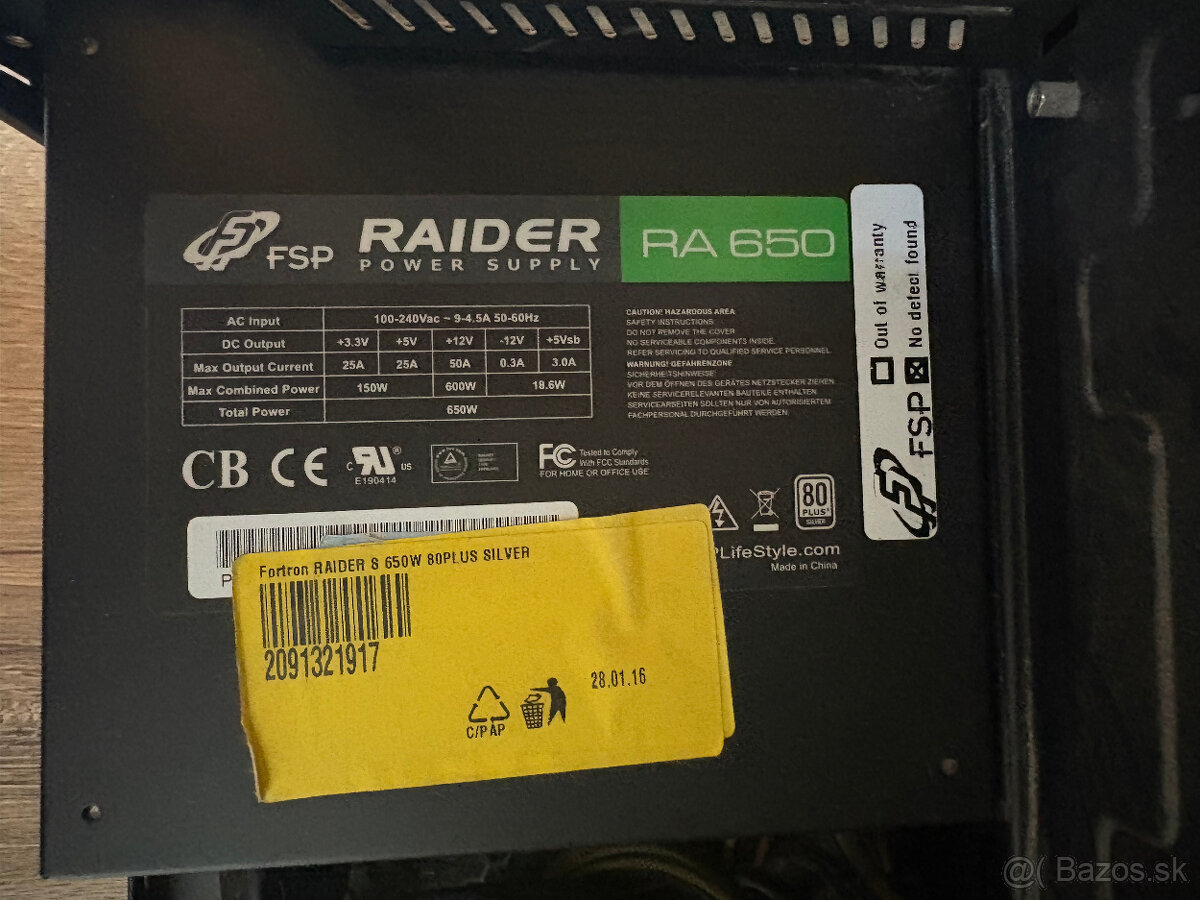 FSP RAIDER RA 650
POWER SUPPLY
AC Input 100-240Vac ~ 9-4.5A 50-60Hz
DC Output +3.3V +5V +12V -12V +5Vsb
Max Output Current 25A 25A 50A 0.3A 3.0A
Max Combined Power 150W 600W 18.6W
Total Power 650W
CAUTION! HAZARDOUS AREA
SAFETY INSTRUCTIONS
DO NOT REMOVE THE COVER
NO SERVICEABLE COMPONENTS INSIDE.
REFER SERVICING TO QUALIFIED SERVICE PERSONNEL.
WARNUNG! GEFAHRENZONE
SICHERHEITSHINWEISE
VOR DEM ÖFFNEN DES GERÄTES NETZSTECKER ZIEHEN
KEINE SERVICERELEVANTEN BAUTEILE ENTHALTEN
SERVICEARBEITEN SOLLTEN NUR VON AUTORISIERTEM
FACHPERSONAL DURCHGEFÜHRT WERDEN.
Out of warranty
No defect found
FSP
CB CE c RU ® US
E190414
FC Tested to Comply
With FCC Standards
FOR HOME OR OFFICE USE
80
PLUS®
SILVER
PLifeStyle.com
Made in China
P
Fortron RAIDER S 650W 80PLUS SILVER
2091321917
28.01.16
C/PAP
@( Bazos.sk